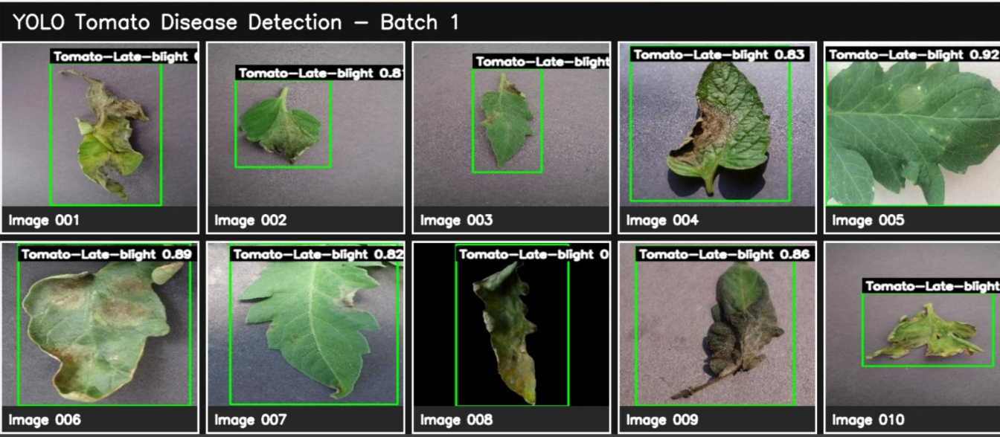 YOLO Tomato Disease Detection - Batch 1
Tomato-Late-blight
Tomato-Late-blight 0.8
Tomato-Late-blight
Tomato-Late-blight 0.83
Tomato-Late-blight 0.92
Image 001
Image 002
Image 003
Image 004
Image 005
Tomato-Late-blight 0.89
Tomato-Late-blight 0.82
Tomato-Late-blight 0
Tomato-Late-blight 0.86
Tomato-Late-blight
Image 006
Image 007
Image 008
Image 009
Image 010